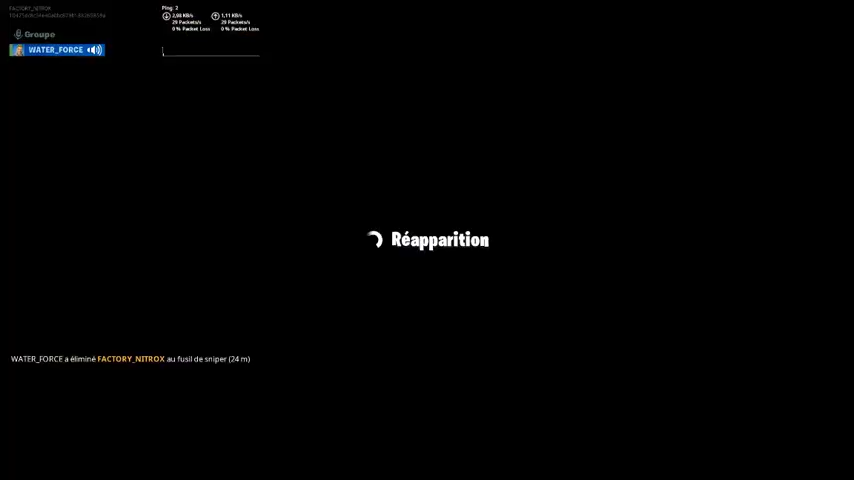 FACTORY_NITROX
Ping: 2
2,98 KB/s
1,11 KB/s
29 Packets/s
29 Packets/s
0 % Packet Loss
0 % Packet Loss
Groupe
WATER_FORCE
Réapparition
WATER_FORCE a éliminé FACTORY_NITROX au fusil de sniper (24 m)